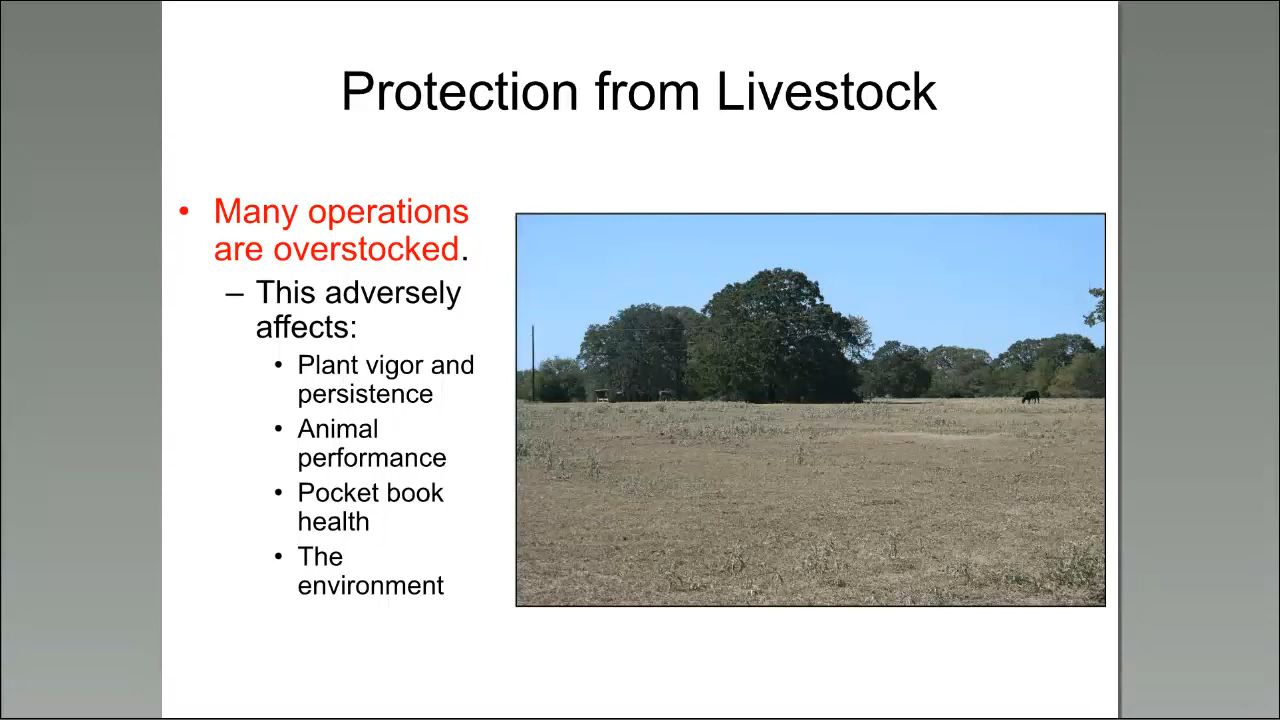 Protection from Livestock
• Many operations
are overstocked.
– This adversely
affects:
• Plant vigor and
persistence
• Animal
performance
• Pocket book
health
• The
environment